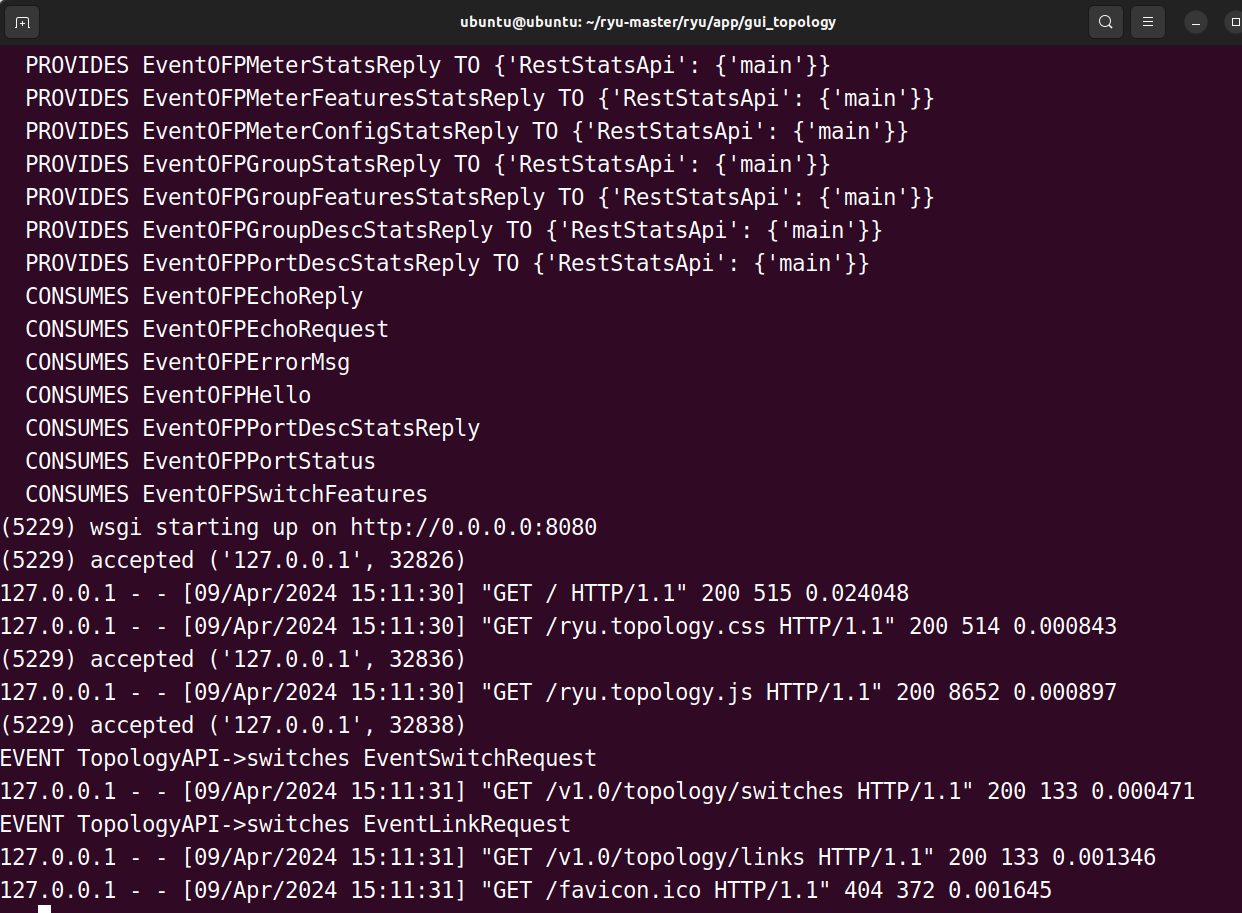 ubuntu@ubuntu: ~/ryu-master/ryu/app/gui_topology
PROVIDES EventOFPMeterStatsReply TO {'RestStatsApi': {'main'}}
PROVIDES EventOFPMeterFeaturesStatsReply TO {'RestStatsApi': {'main'}}
PROVIDES EventOFPMeterConfigStatsReply TO {'RestStatsApi': {'main'}}
PROVIDES EventOFPGroupStatsReply TO {'RestStatsApi': {'main'}}
PROVIDES EventOFPGroupFeaturesStatsReply TO {'RestStatsApi': {'main'}}
PROVIDES EventOFPGroupDescStatsReply TO {'RestStatsApi': {'main'}}
PROVIDES EventOFPPortDescStatsReply TO {'RestStatsApi': {'main'}}
CONSUMES EventOFPEchoReply
CONSUMES EventOFPEchoRequest
CONSUMES EventOFPErrorMsg
CONSUMES EventOFPHello
CONSUMES EventOFPPortDescStatsReply
CONSUMES EventOFPPortStatus
CONSUMES EventOFPSwitchFeatures
(5229) wsgi starting up on http://0.0.0.0:8080
(5229) accepted ('127.0.0.1', 32826)
127.0.0.1 - - [09/Apr/2024 15:11:30] "GET / HTTP/1.1" 200 515 0.024048
127.0.0.1 - - [09/Apr/2024 15:11:30] "GET /ryu.topology.css HTTP/1.1" 200 514 0.000843
(5229) accepted ('127.0.0.1', 32836)
127.0.0.1 - - [09/Apr/2024 15:11:30] "GET /ryu.topology.js HTTP/1.1" 200 8652 0.000897
(5229) accepted ('127.0.0.1', 32838)
EVENT TopologyAPI->switches EventSwitchRequest
127.0.0.1 - - [09/Apr/2024 15:11:31] "GET /v1.0/topology/switches HTTP/1.1" 200 133 0.000471
EVENT TopologyAPI->switches EventLinkRequest
127.0.0.1 - - [09/Apr/2024 15:11:31] "GET /v1.0/topology/links HTTP/1.1" 200 133 0.001346
127.0.0.1 - - [09/Apr/2024 15:11:31] "GET /favicon.ico HTTP/1.1" 404 372 0.001645